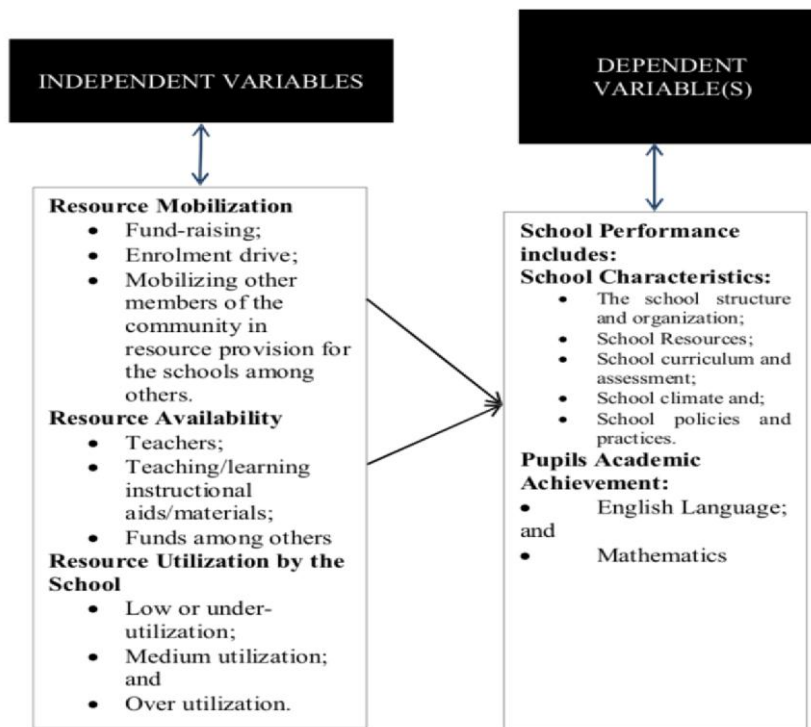 INDEPENDENT VARIABLES
Resource Mobilization
• Fund-raising;
• Enrolment drive;
• Mobilizing other
members of the
community in
resource provision for
the schools among
others.
Resource Availability
• Teachers;
• Teaching/learning
instructional
aids/materials;
• Funds among others
Resource Utilization by the
School
• Low or under-
utilization;
• Medium utilization;
and
• Over utilization.
DEPENDENT
VARIABLE(S)
School Performance
includes:
School Characteristics:
• The school structure
and organization;
• School Resources;
• School curriculum and
assessment;
• School climate and;
• School policies and
practices.
Pupils Academic
Achievement:
• English Language;
and
• Mathematics